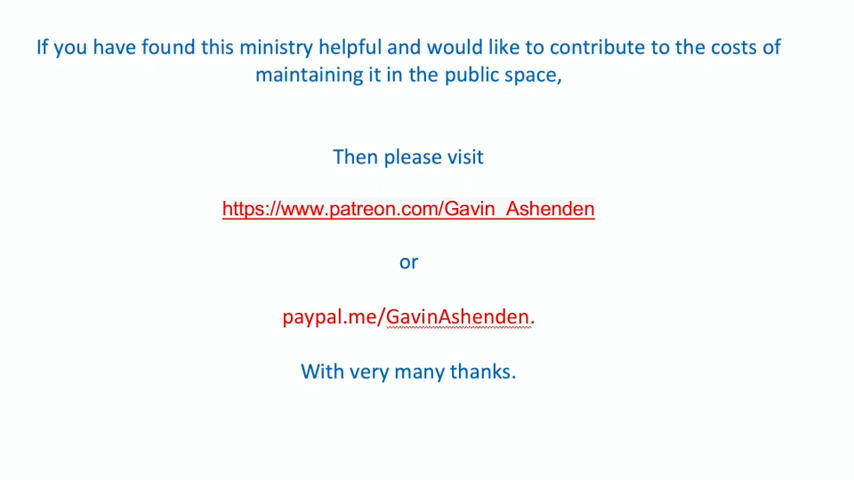 If you have found this ministry helpful and would like to contribute to the costs of
maintaining it in the public space,
Then please visit
https://www.patreon.com/Gavin_Ashenden
or
paypal.me/GavinAshenden.
With very many thanks.